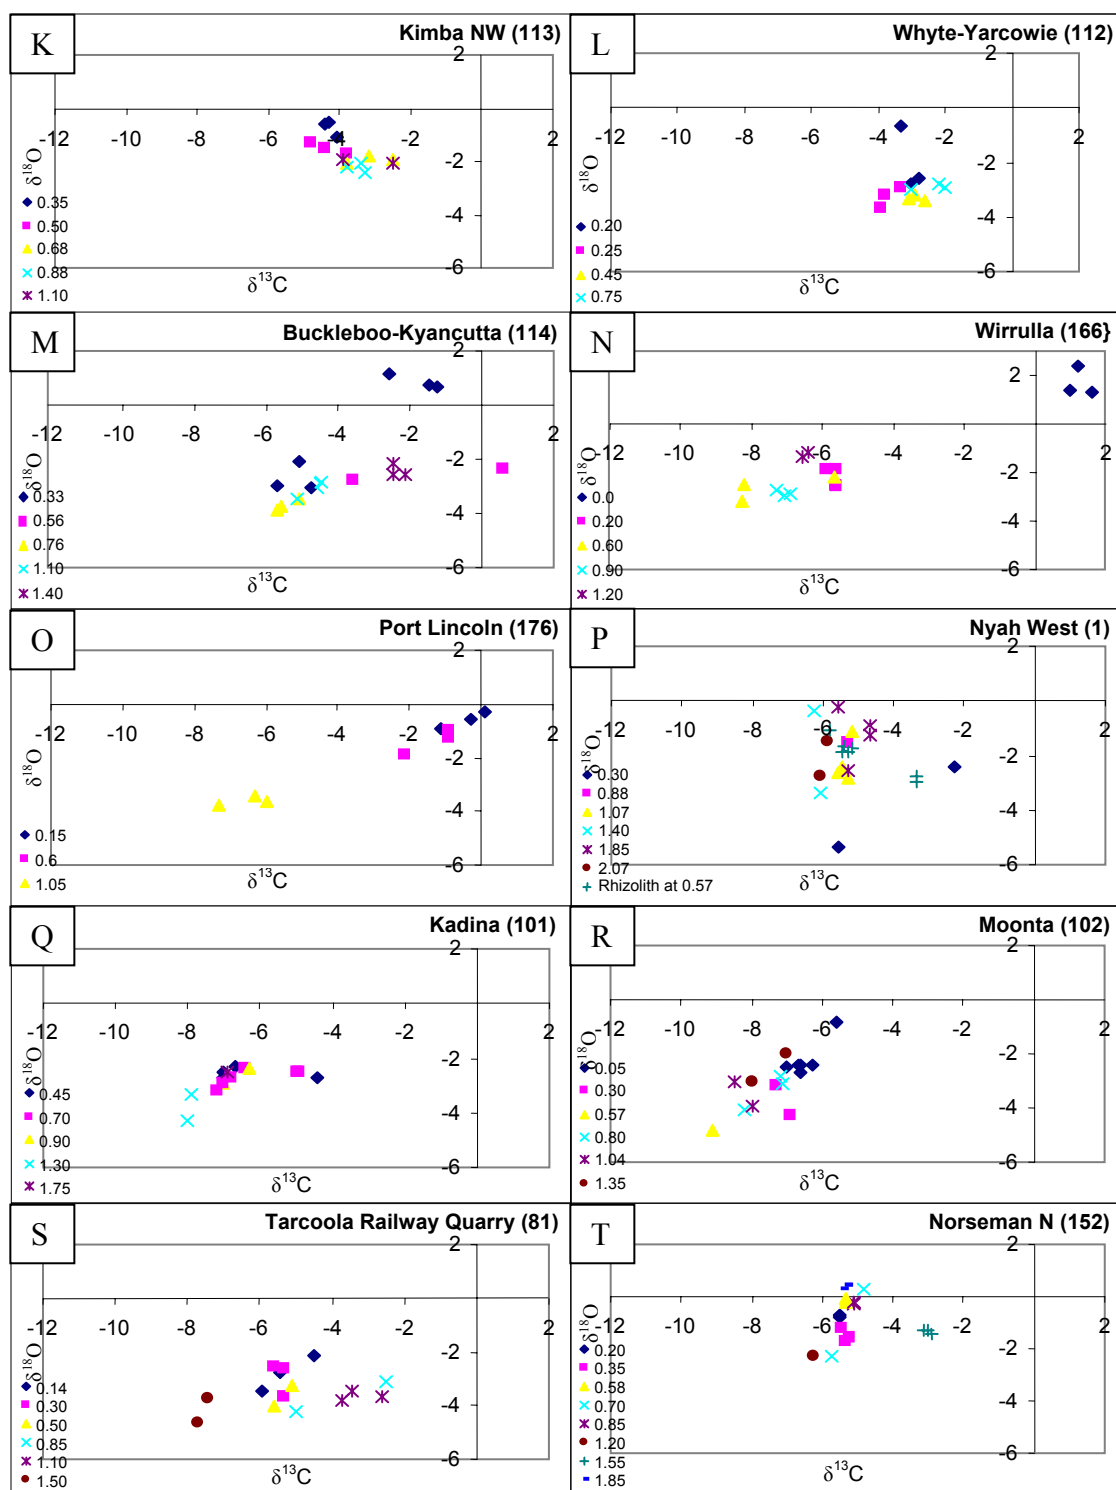 K
Kimba NW (113)
2
-12 -10 -8 -6 -4 -2 2
-2
-4
-6
δ18O
0.35
0.50
0.68
0.88
1.10
δ13C
L
Whyte-Yarcowie (112)
2
-12 -10 -8 -6 -4 -2 2
-2
-4
-6
δ18O
0.20
0.25
0.45
0.75
δ13C
M
Buckleboo-Kyancutta (114)
2
-12 -10 -8 -6 -4 -2 2
-2
-4
-6
δ18O
0.33
0.56
0.76
1.10
1.40
δ13C
N
Wirrulla (166}
2
-12 -10 -8 -6 -4 -2 2
-2
-4
-6
δ18O
0.0
0.20
0.60
0.90
1.20
δ13C
O
Port Lincoln (176)
2
-12 -10 -8 -6 -4 -2 2
-2
-4
-6
δ18O
0.15
0.6
1.05
δ13C
P
Nyah West (1)
2
-12 -10 -8 -6 -4 -2 2
-2
-4
-6
δ18O
0.30
0.88
1.07
1.40
1.85
2.07
Rhizolith at 0.57
δ13C
Q
Kadina (101)
2
-12 -10 -8 -6 -4 -2 2
-2
-4
-6
δ18O
0.45
0.70
0.90
1.30
1.75
δ13C
R
Moonta (102)
2
-12 -10 -8 -6 -4 -2 2
-2
-4
-6
δ18O
0.05
0.30
0.57
0.80
1.04
1.35
δ13C
S
Tarcoola Railway Quarry (81)
2
-12 -10 -8 -6 -4 -2 2
-2
-4
-6
δ18O
0.14
0.30
0.50
0.85
1.10
1.50
δ13C
T
Norseman N (152)
2
-12 -10 -8 -6 -4 -2 2
-2
-4
-6
δ18O
0.20
0.35
0.58
0.70
0.85
1.20
1.55
1.85
δ13C